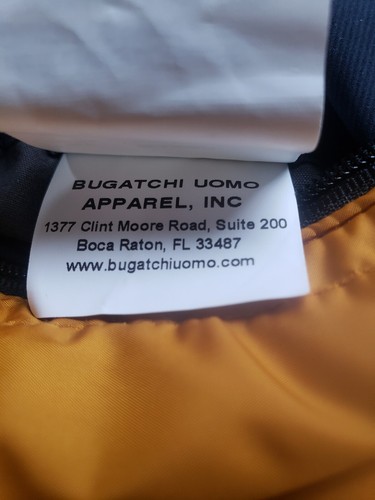 BUGATCHI UOMO
APPAREL, INC
1377 Clint Moore Road, Suite 200
Boca Raton, FL 33487
www.bugatchiuomo.com